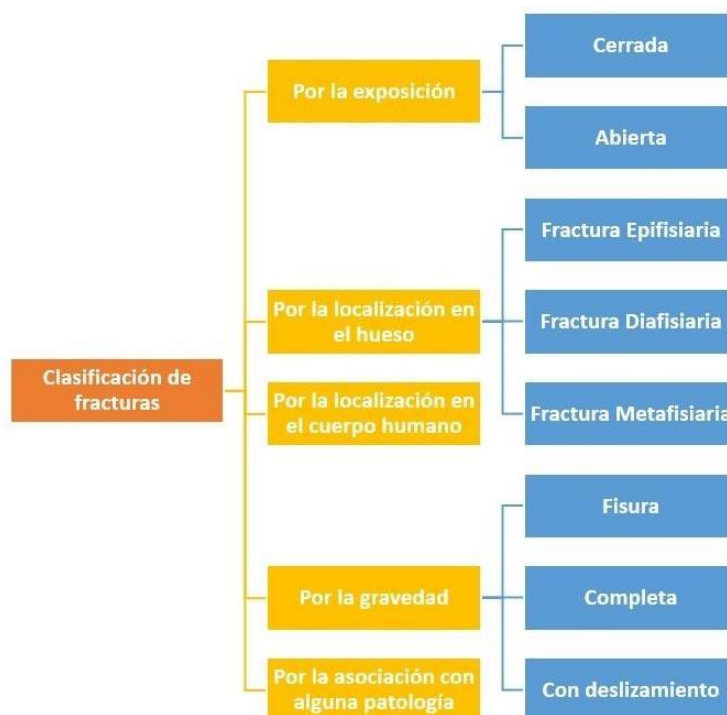 Clasificación de
fracturas
Por la exposición
Cerrada
Abierta
Por la localización en
el hueso
Fractura Epifisiaria
Fractura Diafisiaria
Fractura Metafisiaria
Por la localización en
el cuerpo humano
Por la gravedad
Fisura
Completa
Con deslizamiento
Por la asociación con
alguna patología